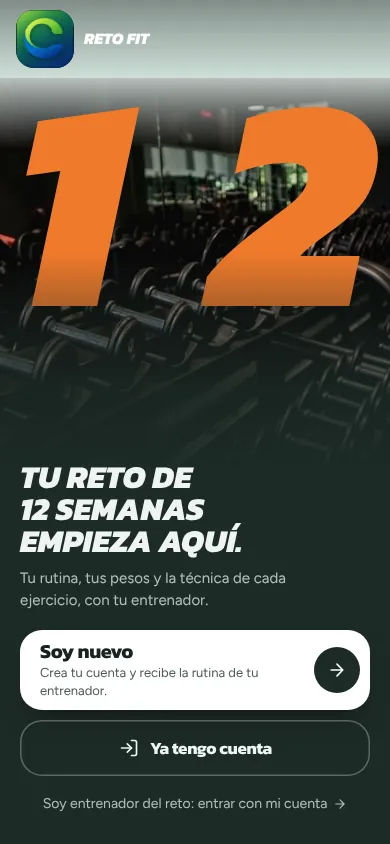 RETO FIT
12
TU RETO DE
12 SEMANAS
EMPIEZA AQUÍ.
Tu rutina, tus pesos y la técnica de cada
ejercicio, con tu entrenador.
Soy nuevo
Crea tu cuenta y recibe la rutina de tu
entrenador.
Ya tengo cuenta
Soy entrenador del reto: entrar con mi cuenta →